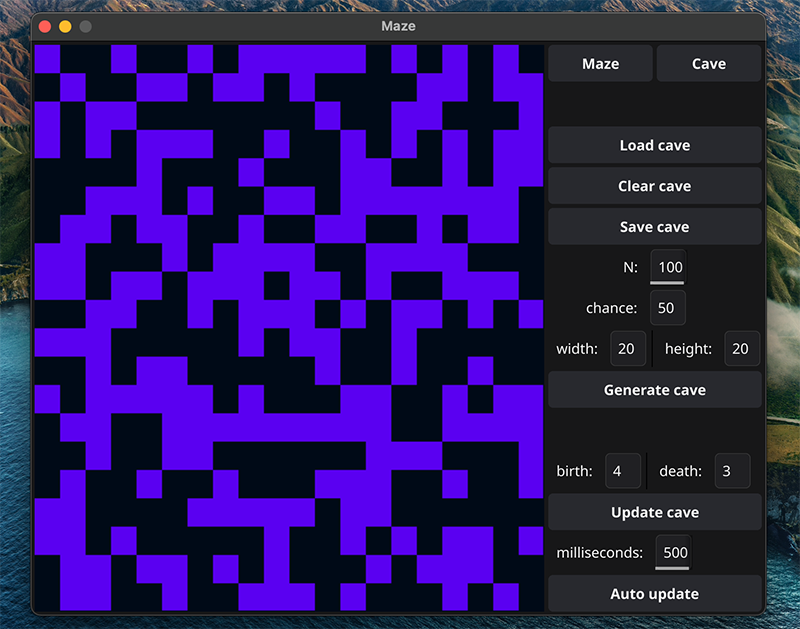 Maze
Maze Cave
Load cave
Clear cave
Save cave
N: 100
chance: 50
width: 20 height: 20
Generate cave
birth: 4 death: 3
Update cave
milliseconds: 500
Auto update